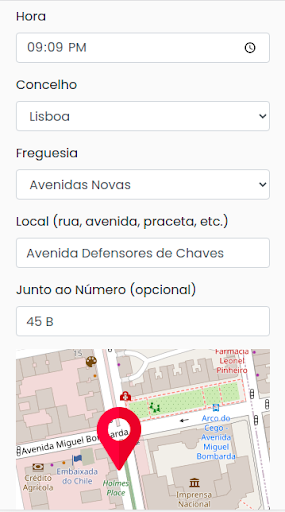 Hora
09:09 PM
Concelho
Lisboa
Freguesia
Avenidas Novas
Local (rua, avenida, praceta, etc.)
Avenida Defensores de Chaves
Junto ao Número (opcional)
45 B
15
Farmácia
Leonel
Pinheiro
Arco do
Cego
Avenida
Miguel
Bombarda
Avenida Miguel Bombarda
Crédito
Agrícola
Embaixada
do Chile
Holmes
Place
Imprensa
Nacional